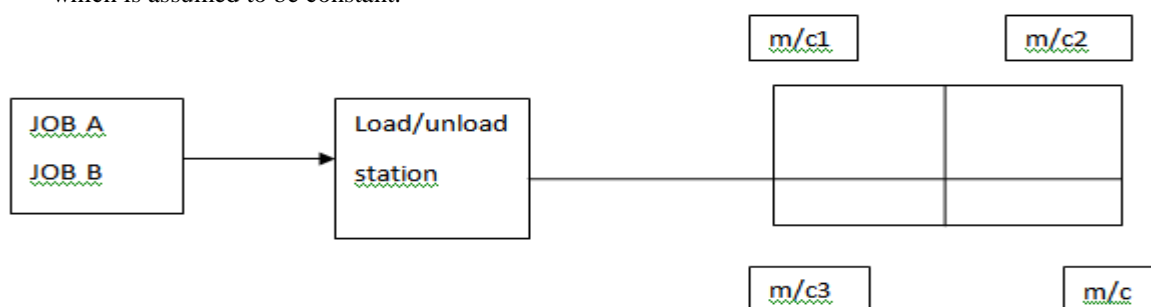 which is assumed to be constant.
m/c1
m/c2
JOB A
JOB B
Load/unload
station
m/c3
m/c